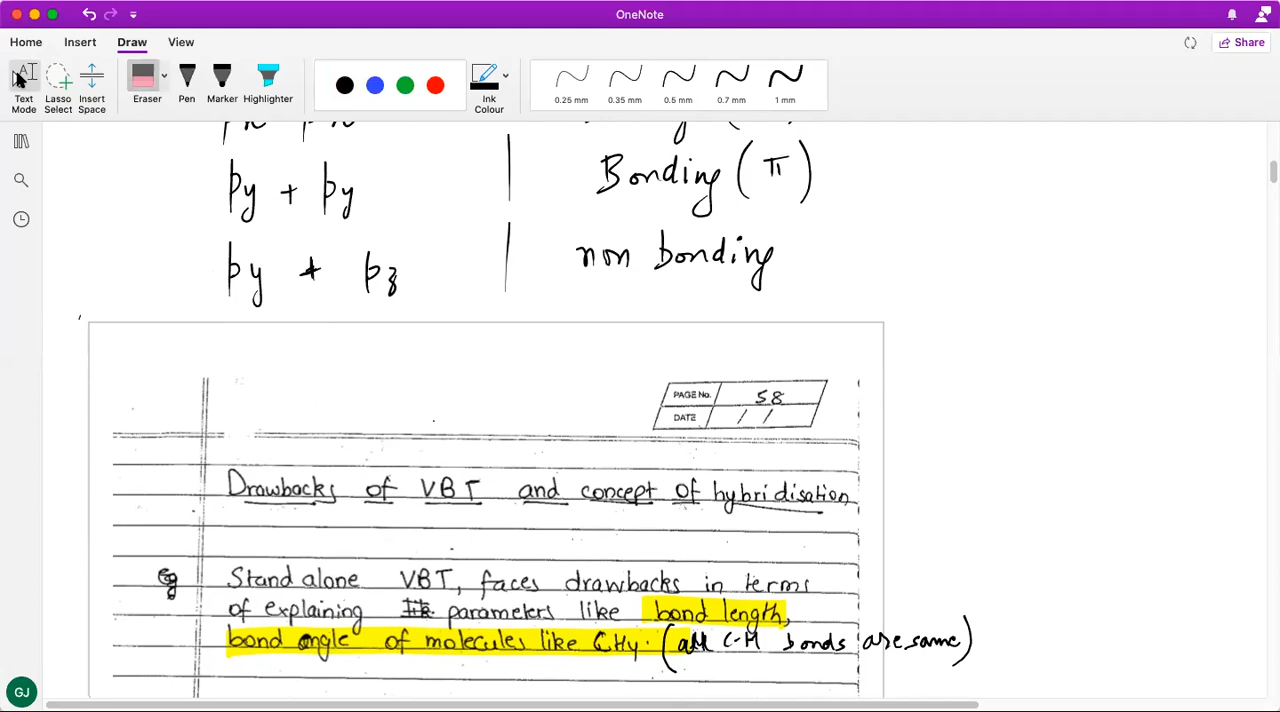 OneNote
Home Insert Draw View
Share
Text Mode
Lasso Select
Insert Space
Eraser
Pen
Marker
Highlighter
Ink Colour
0.25 mm 0.35 mm 0.5 mm 0.7 mm 1 mm
py + py | Bonding (π)
py + pz | non bonding
PAGE No. 58
DATE / /
Drawbacks of VBT and concept of hybridisation
Eg Stand alone VBT, faces drawbacks in terms
of explaining parameters like bond length,
bond angle of molecules like CH4. (all C-H bonds are same)
GJ